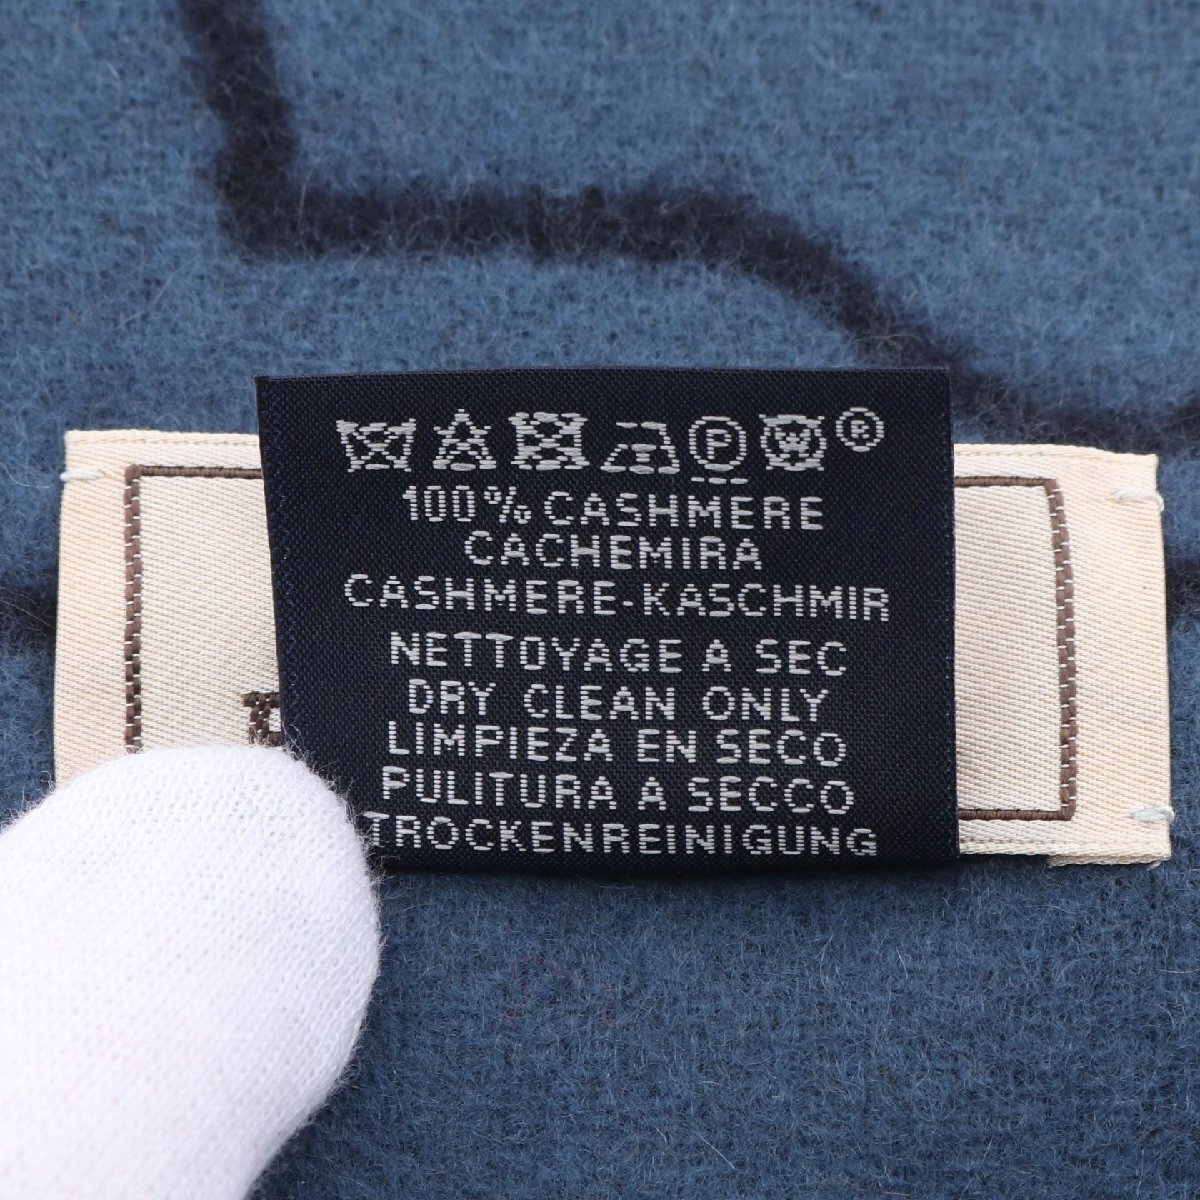 P W ®
100% CASHMERE
CACHEMIRA
CASHMERE-KASCHMIR
NETTOYAGE A SEC
DRY CLEAN ONLY
LIMPIEZA EN SECO
PULITURA A SECCO
TROCKENREINIGUNG